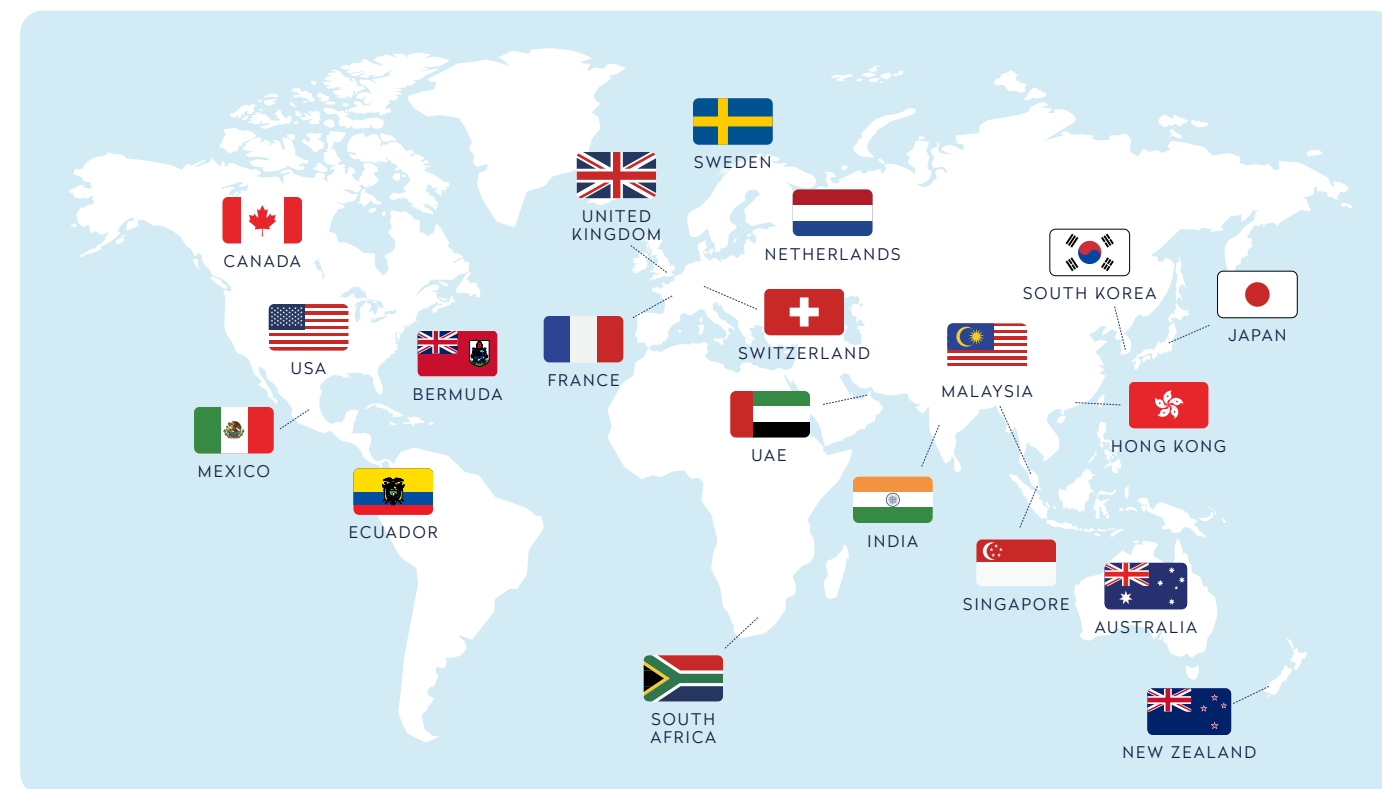 SWEDEN
UNITED
KINGDOM
NETHERLANDS
CANADA
SOUTH KOREA
JAPAN
SWITZERLAND
USA
FRANCE
BERMUDA
MALAYSIA
HONG KONG
UAE
MEXICO
ECUADOR
INDIA
SINGAPORE
AUSTRALIA
SOUTH
AFRICA
NEW ZEALAND